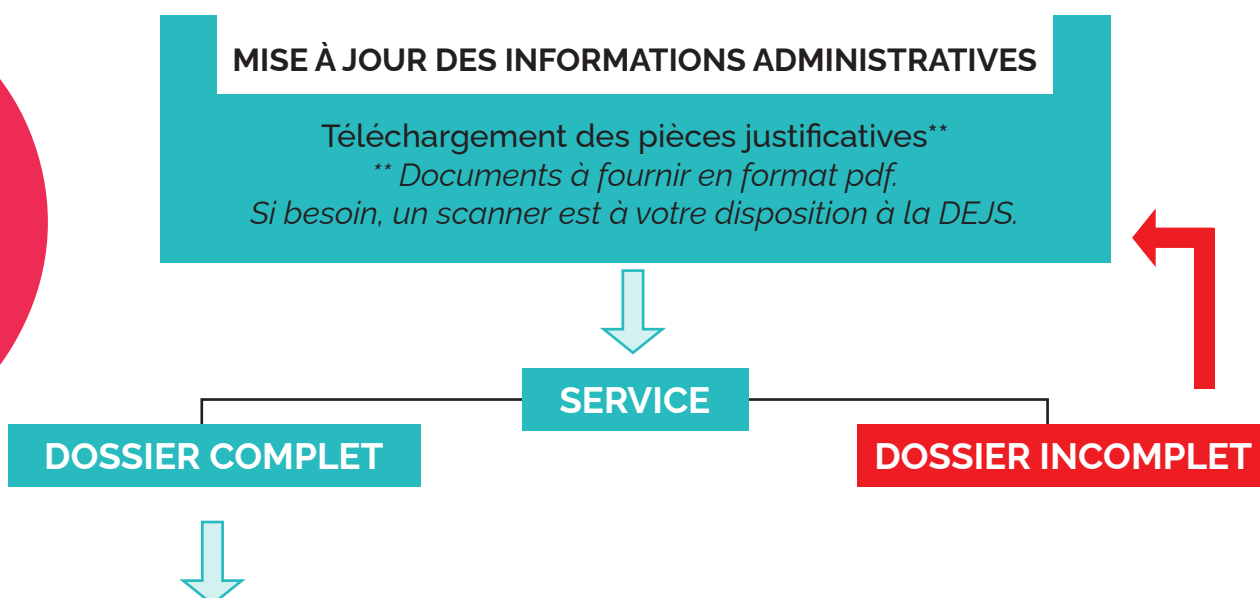 MISE À JOUR DES INFORMATIONS ADMINISTRATIVES
Téléchargement des pièces justificatives**
** Documents à fournir en format pdf.
Si besoin, un scanner est à votre disposition à la DEJS.
SERVICE
DOSSIER COMPLET
DOSSIER INCOMPLET